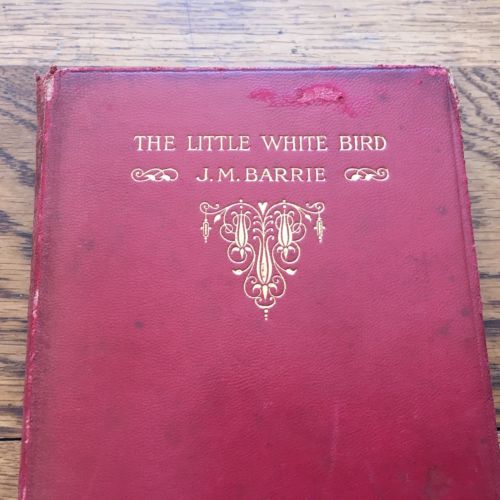 THE LITTLE WHITE BIRD
J. M. BARRIE